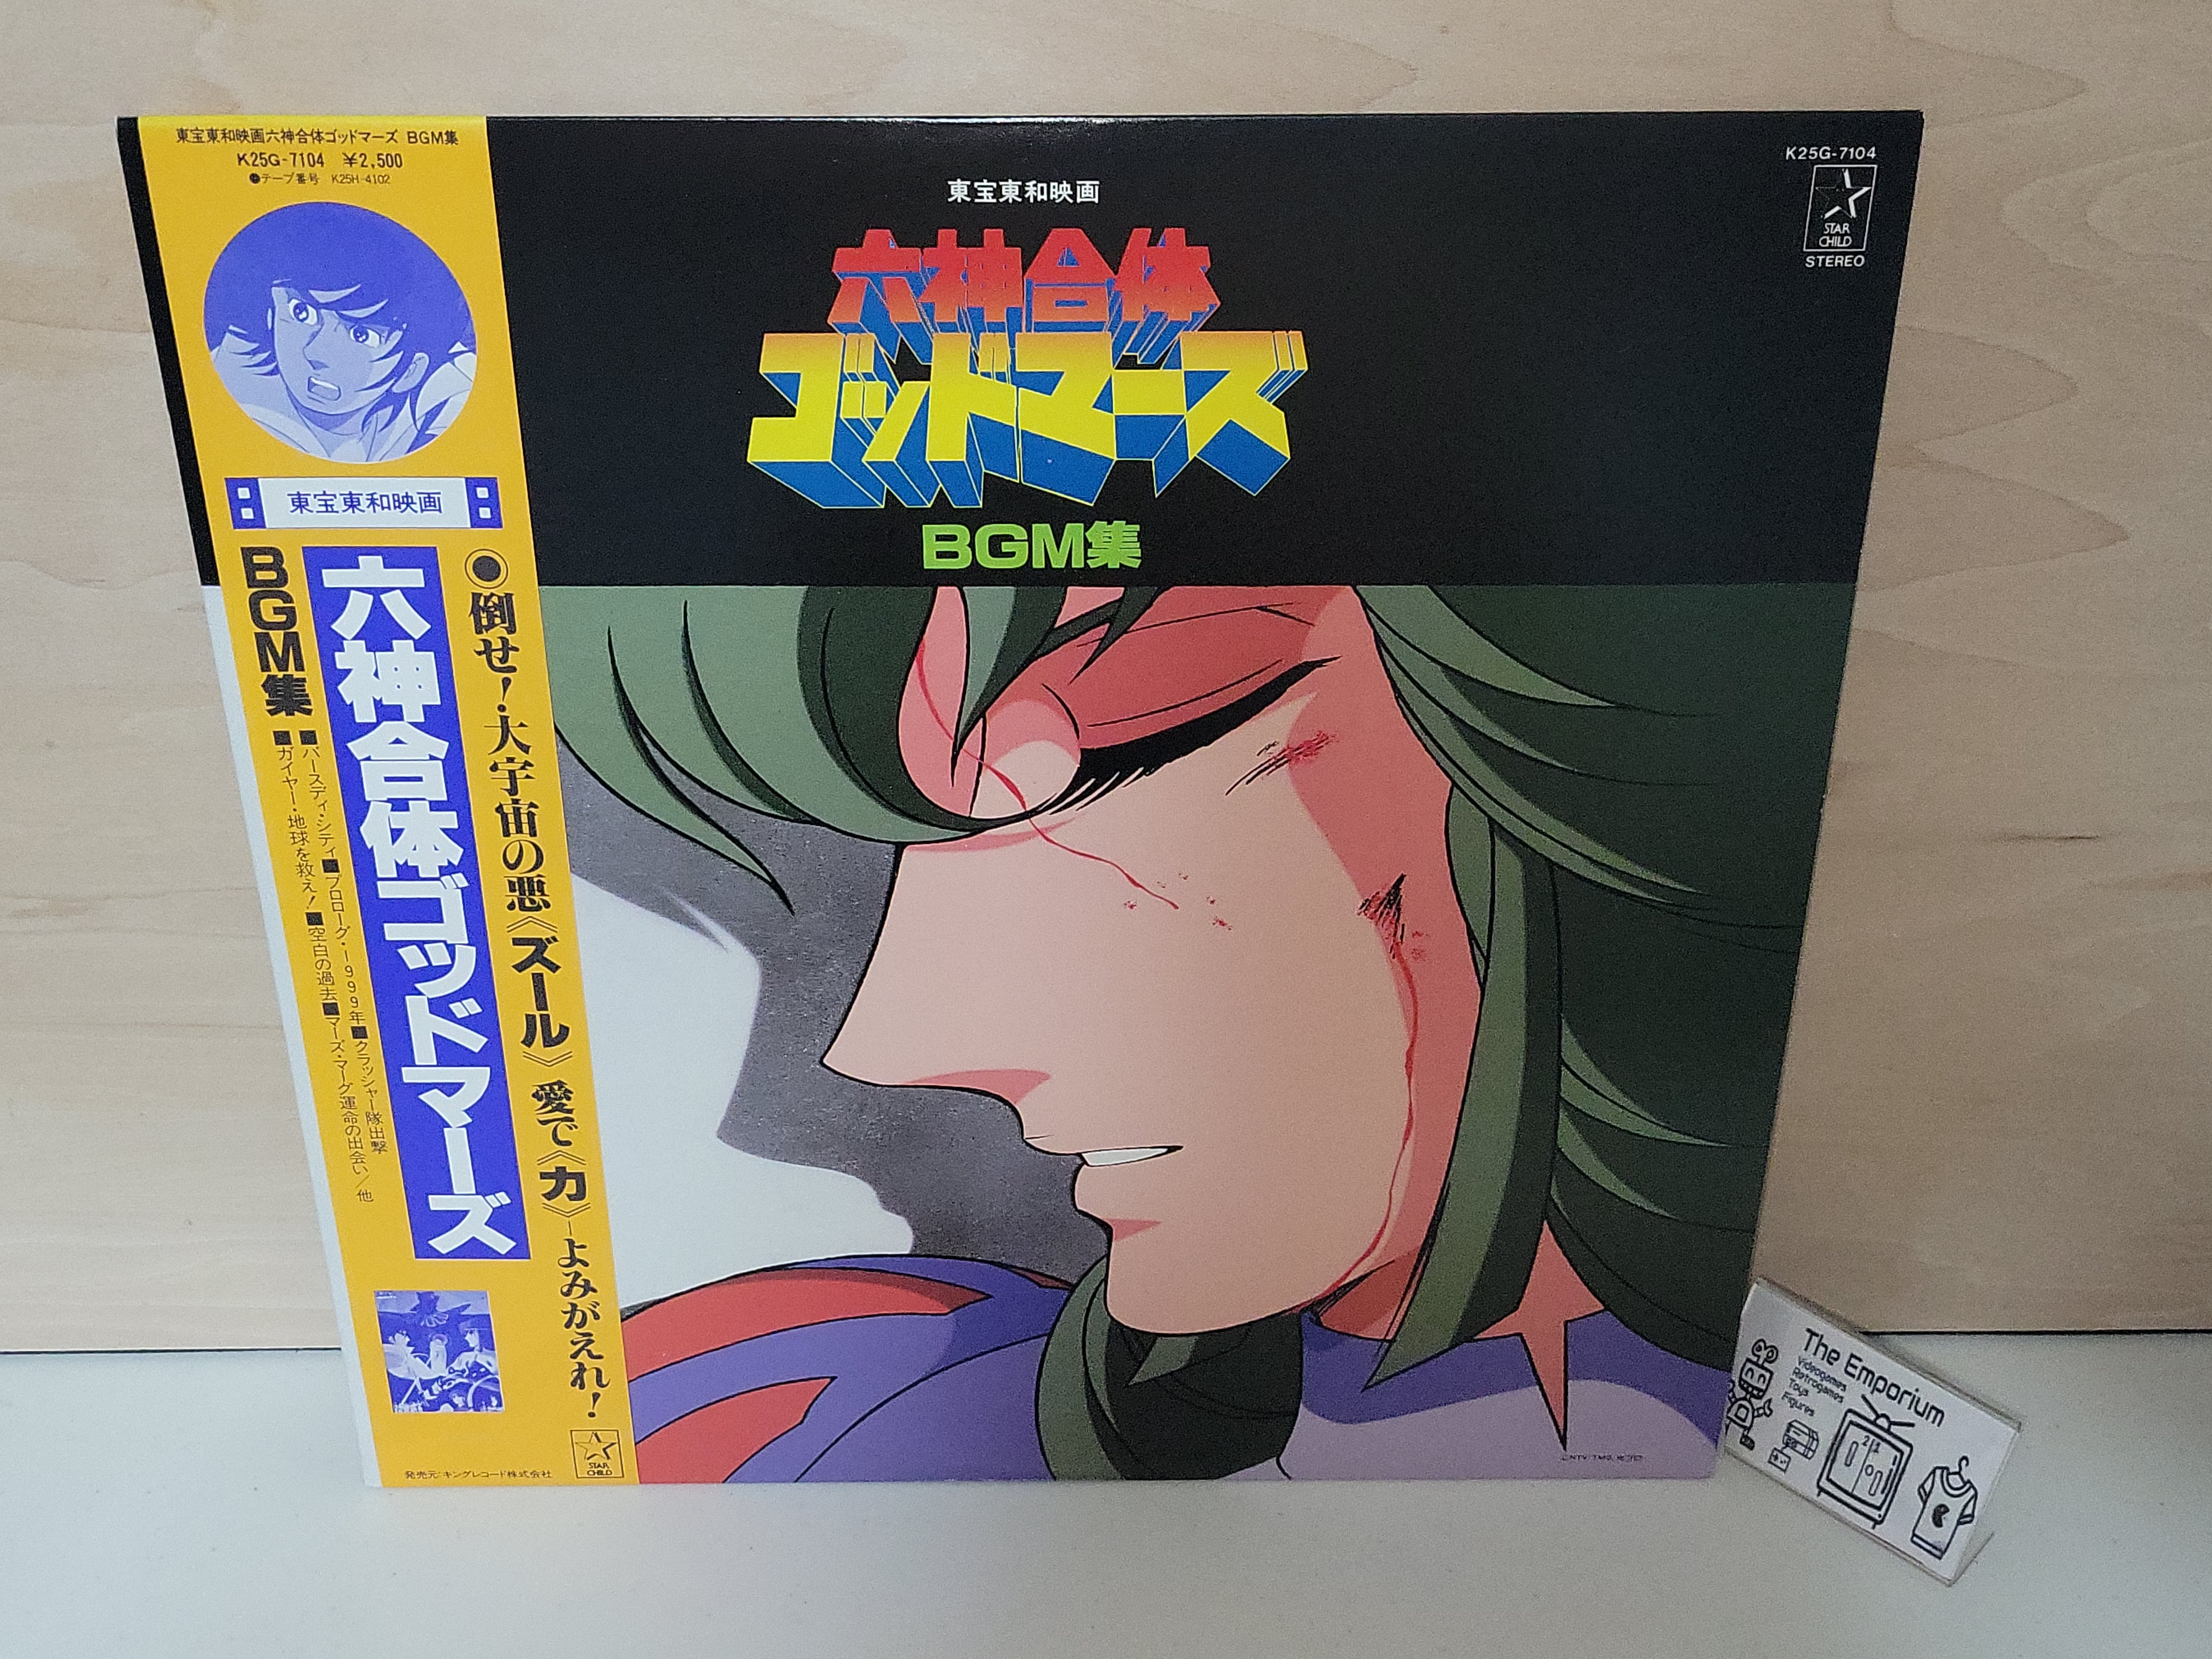 東宝東和映画六神合体ゴッドマーズ BGM集
K25G-7104 ¥2,500
●テープ番号 K25H-4102
東宝東和映画
●倒せ!大宇宙の悪《ズール》愛で《力》—よみがえれ!
六神合体ゴッドマーズ
BGM集
■バースディ・シティ■プロローグ・1999年■クラッシャー隊出撃
■ガイヤー・地球を救え!■空白の過去■マーズ・マーグ運命の出会い/他
発売元:キングレコード株式会社
STAR
CHILD
東宝東和映画
六神合体
ゴッドマーズ
BGM集
K25G-7104
STAR
CHILD
STEREO
©NTV・TMS
The Emporium
Videogames
Retrogames
Toys
Figures